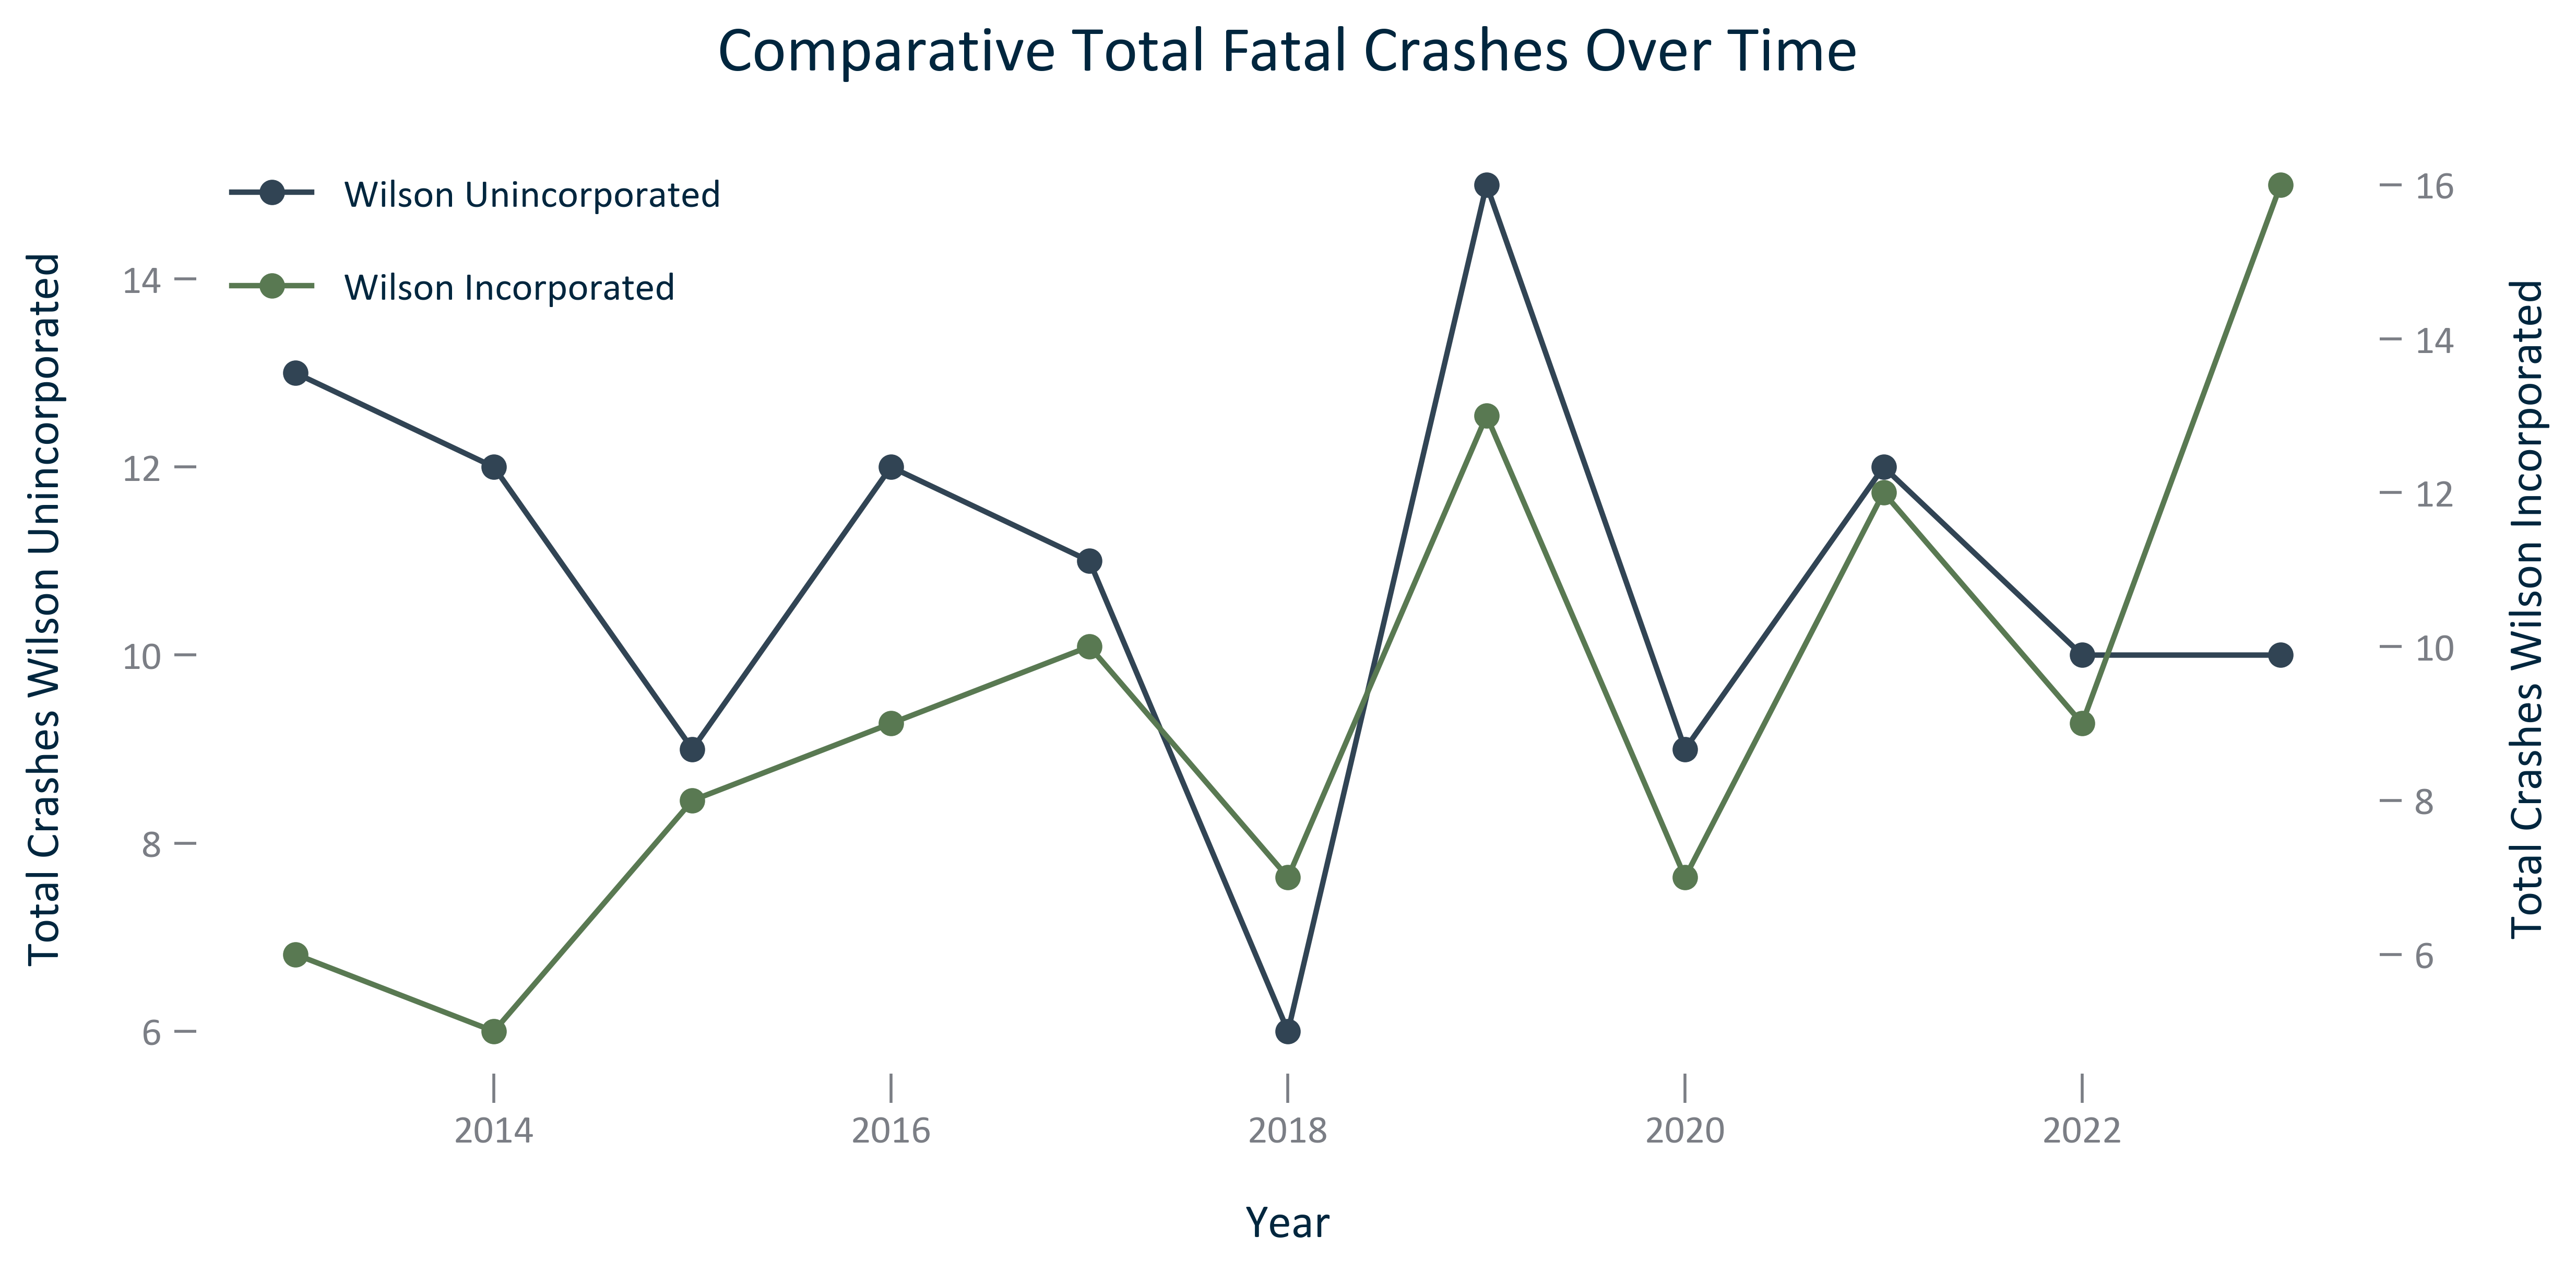 Comparative Total Fatal Crashes Over Time
Wilson Unincorporated
Wilson Incorporated
Total Crashes Wilson Unincorporated
14
12
10
8
6
Total Crashes Wilson Incorporated
16
14
12
10
8
6
2014 2016 2018 2020 2022
Year